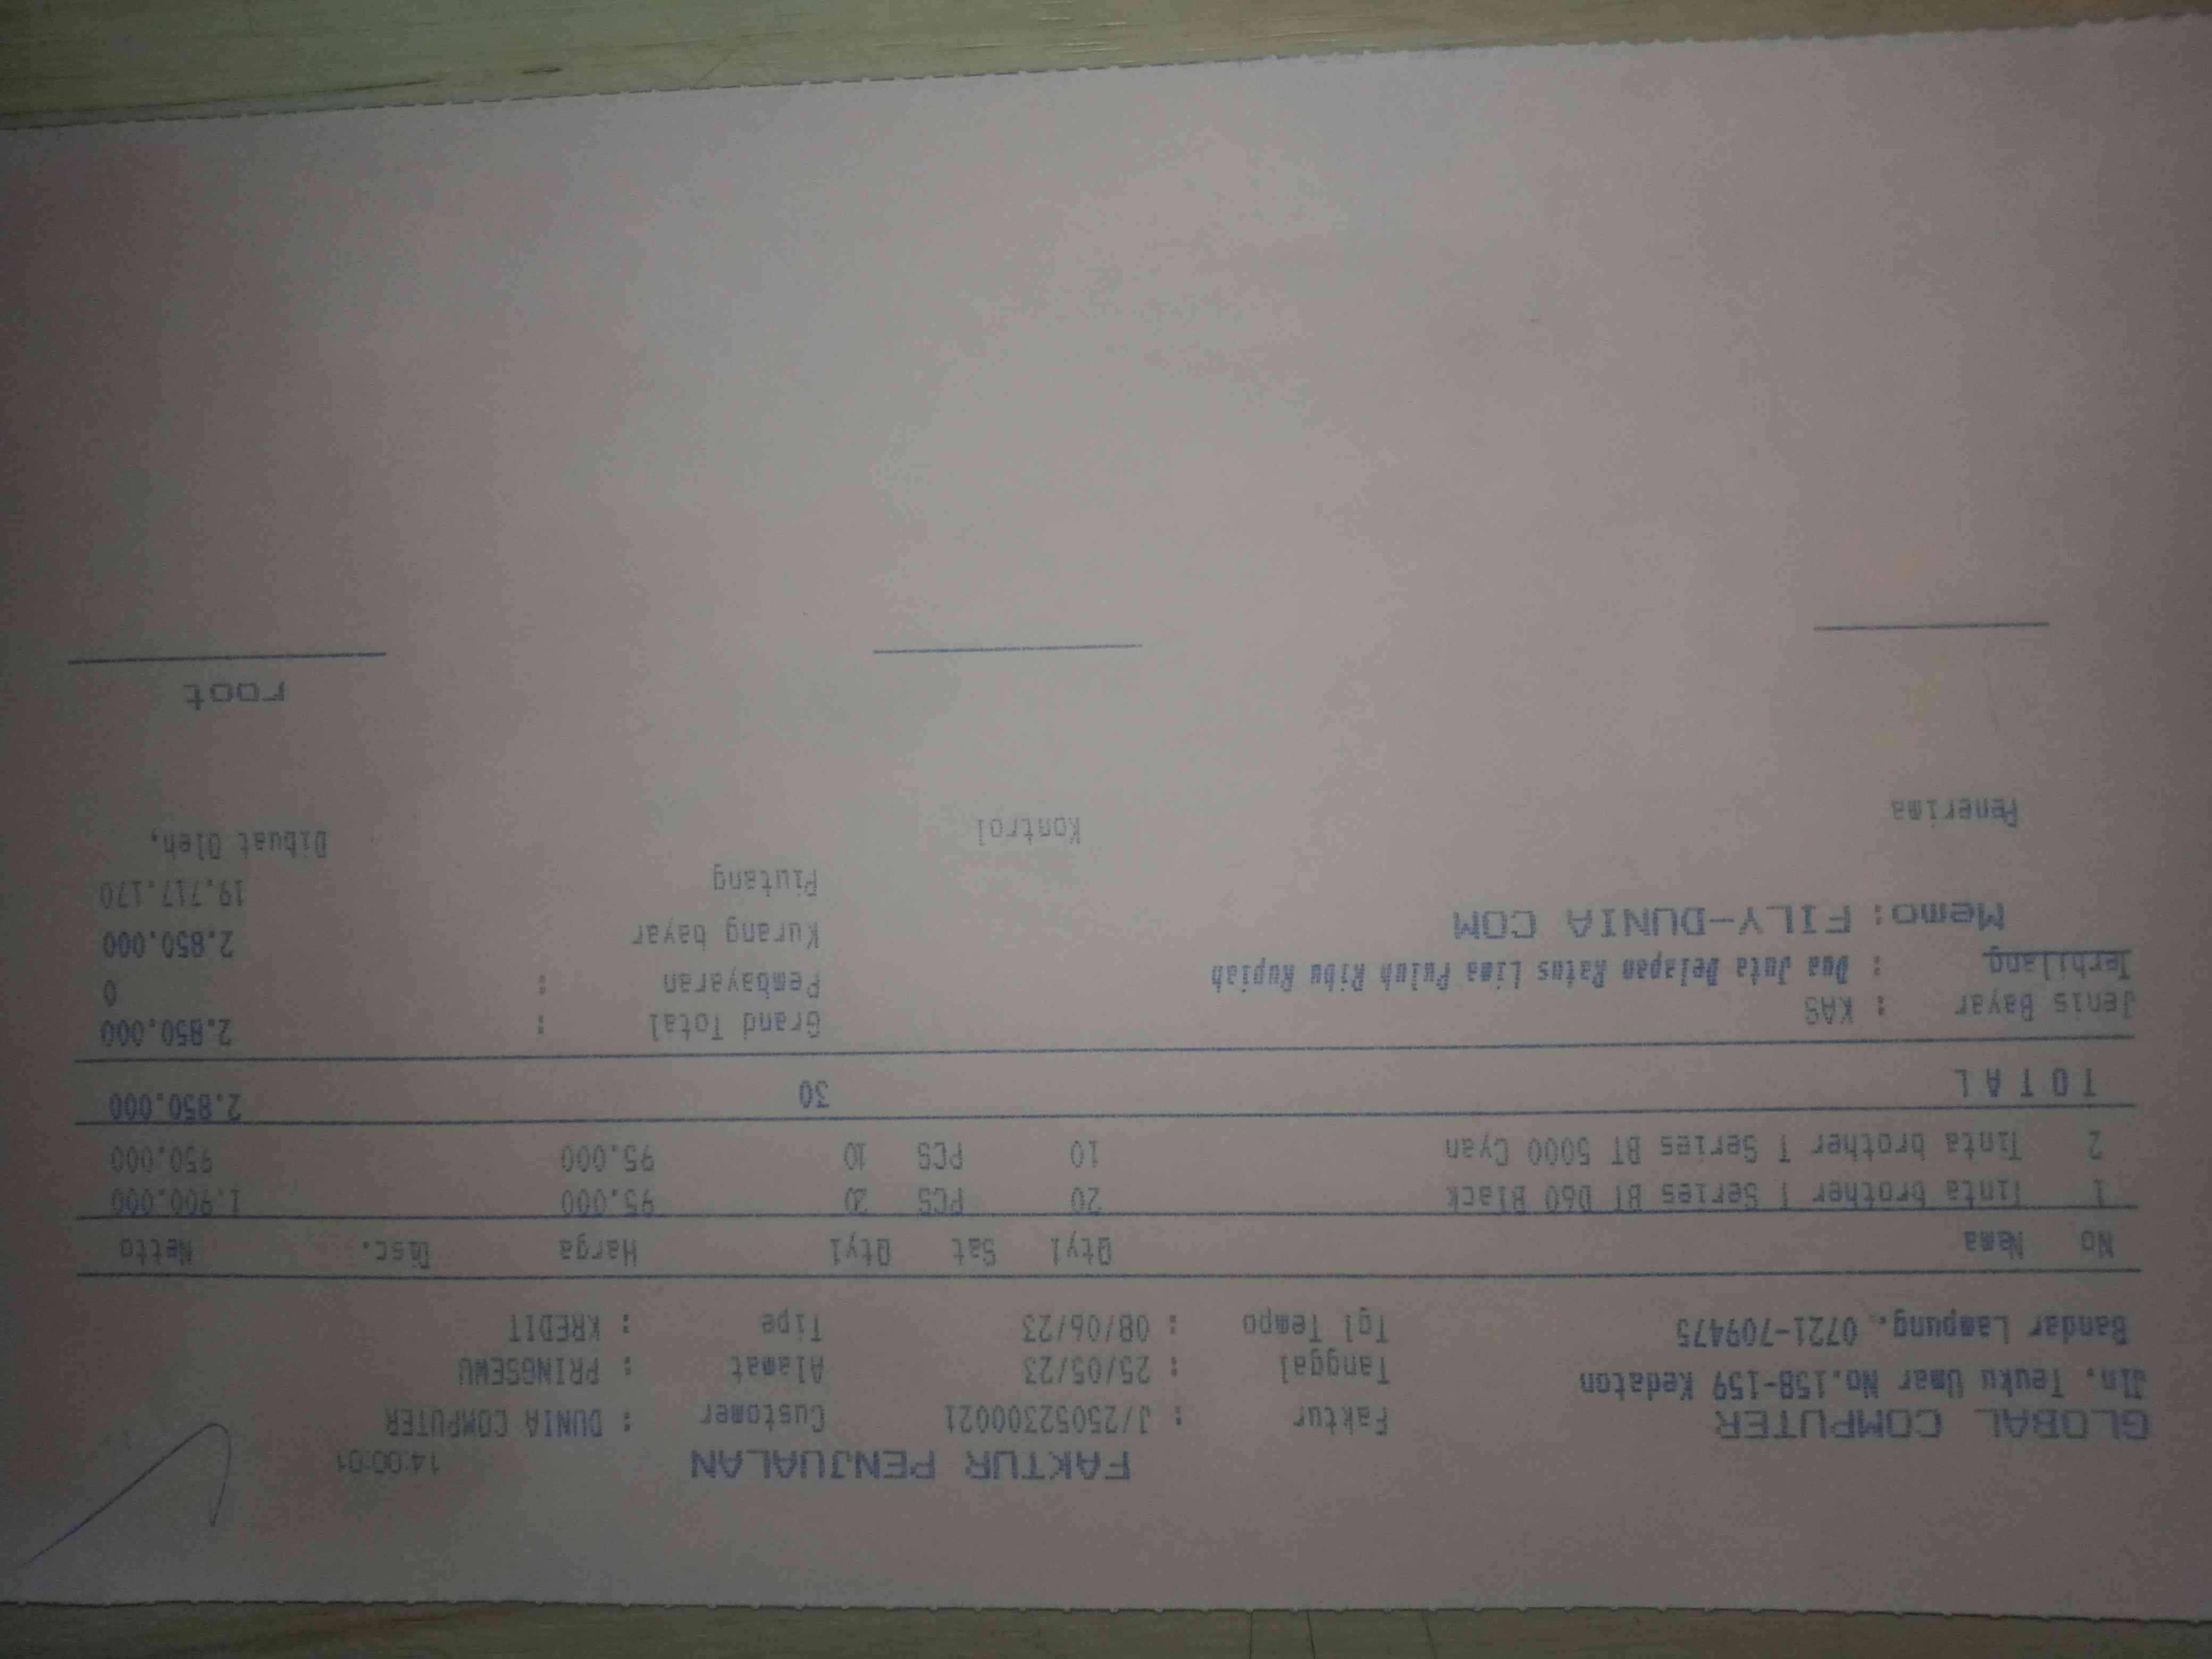 FAKTUR PENJUALAN 14:00:01
GLOBAL COMPUTER Faktur : J/25052300021 Customer : DUNIA COMPUTER
Jln. Teuku Umar No.158-159 Kedaton Tanggal : 25/05/23 Alamat : PRINGSEWU
Bandar Lampung. 0721-709475 Tgl Tempo : 08/06/23 Tipe : KREDIT
No Nama Qty1 Sat Qty1 Harga Disc. Netto
1 Tinta brother T Series BT D60 Black 20 PCS 20 95.000 1.900.000
2 Tinta brother T Series BT 5000 Cyan 10 PCS 10 95.000 950.000
T O T A L 30 2.850.000
Jenis Bayar : KAS Grand Total : 2.850.000
Terbilang : Dua Juta Delapan Ratus Lima Puluh Ribu Rupiah Pembayaran : 0
Memo: FILY-DUNIA COM Kurang bayar 2.850.000
Piutang 19.717.170
Penerima Kontrol Dibuat Oleh,
root